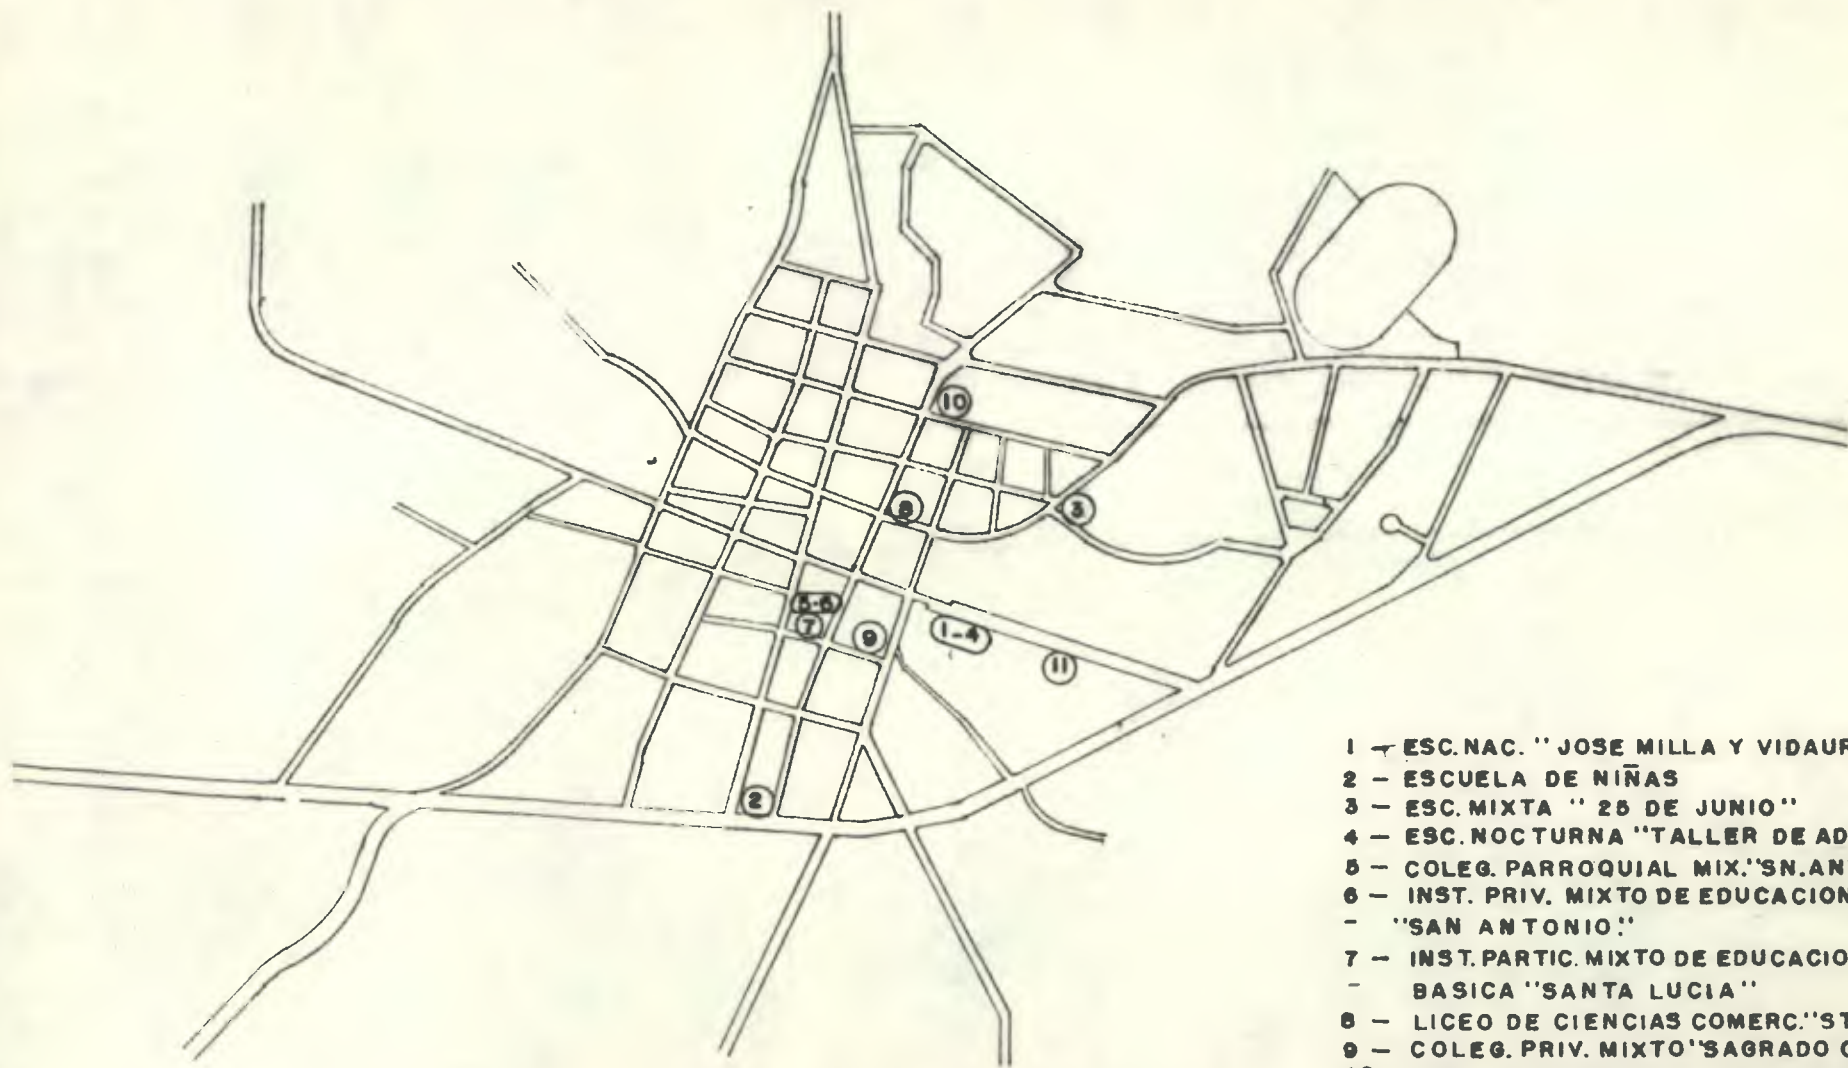 10
8
3
5-6
7
9
1-4
11
2
1 - ESC. NAC. "JOSE MILLA Y VIDAUR
2 - ESCUELA DE NIÑAS
3 - ESC. MIXTA "25 DE JUNIO"
4 - ESC. NOCTURNA "TALLER DE AD
5 - COLEG. PARROQUIAL MIX. "SN. AN
6 - INST. PRIV. MIXTO DE EDUCACION
- "SAN ANTONIO."
7 - INST. PARTIC. MIXTO DE EDUCACIO
- BASICA "SANTA LUCIA"
8 - LICEO DE CIENCIAS COMERC. "ST
9 - COLEG. PRIV. MIXTO "SAGRADO C